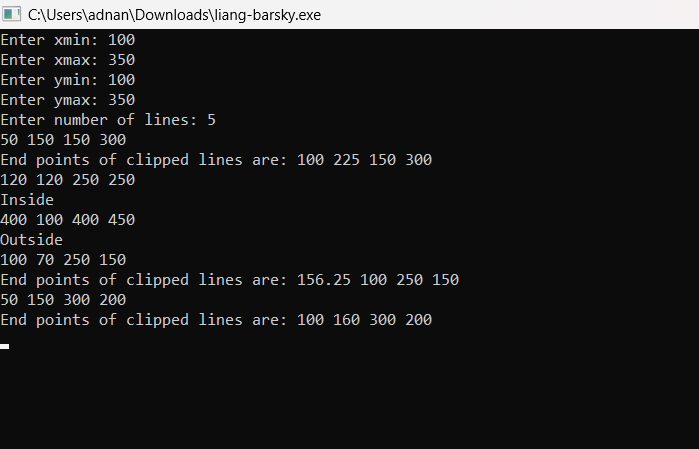 C:\Users\adnan\Downloads\liang-barsky.exe
Enter xmin: 100
Enter xmax: 350
Enter ymin: 100
Enter ymax: 350
Enter number of lines: 5
50 150 150 300
End points of clipped lines are: 100 225 150 300
120 120 250 250
Inside
400 100 400 450
Outside
100 70 250 150
End points of clipped lines are: 156.25 100 250 150
50 150 300 200
End points of clipped lines are: 100 160 300 200